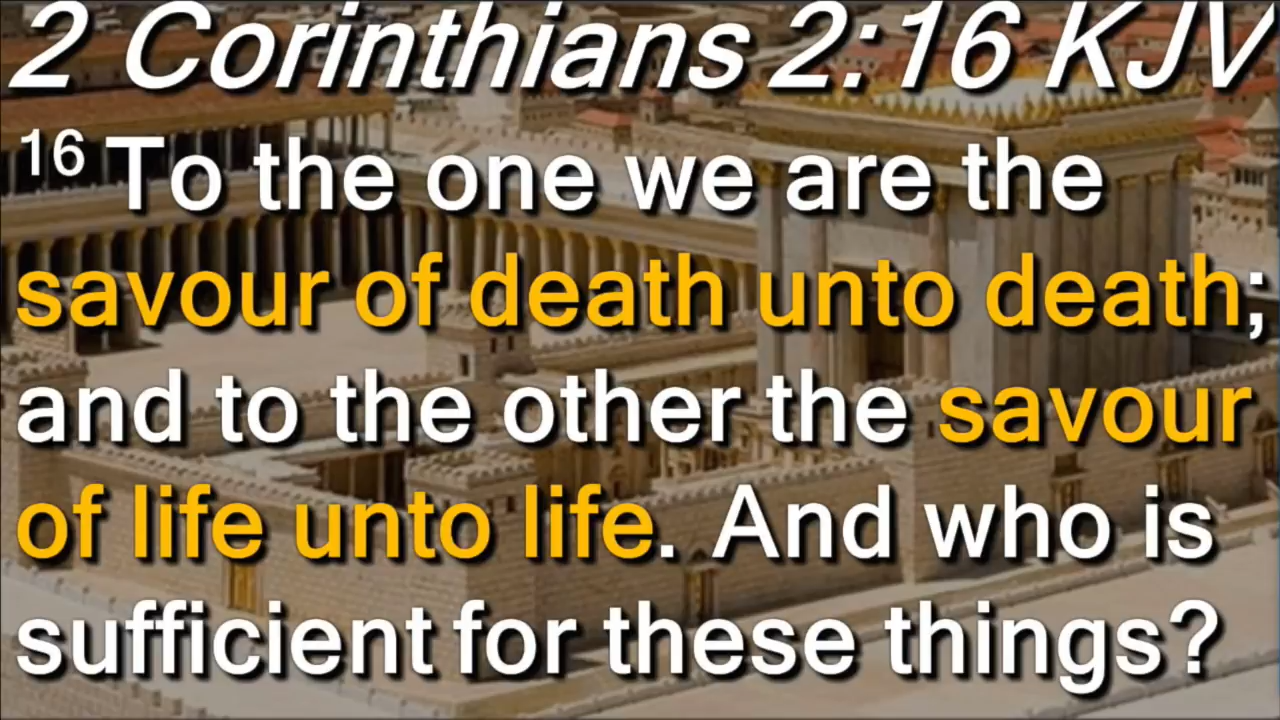 2 Corinthians 2:16 KJV
16 To the one we are the
savour of death unto death;
and to the other the savour
of life unto life. And who is
sufficient for these things?